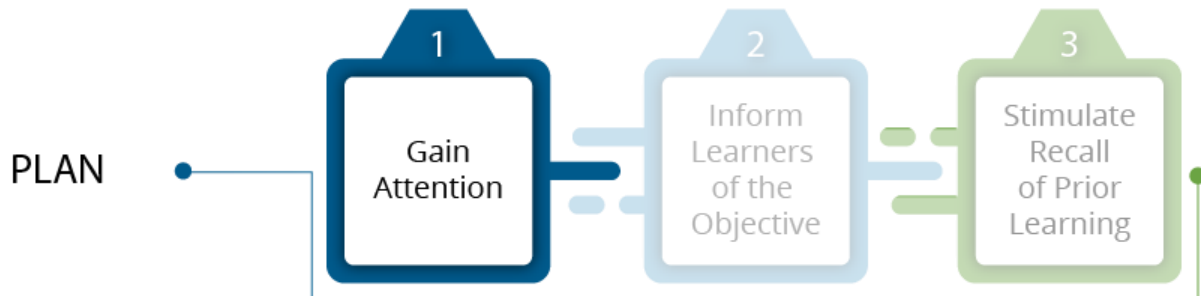 PLAN
1
Gain
Attention
2
Inform
Learners
of the
Objective
3
Stimulate
Recall
of Prior
Learning